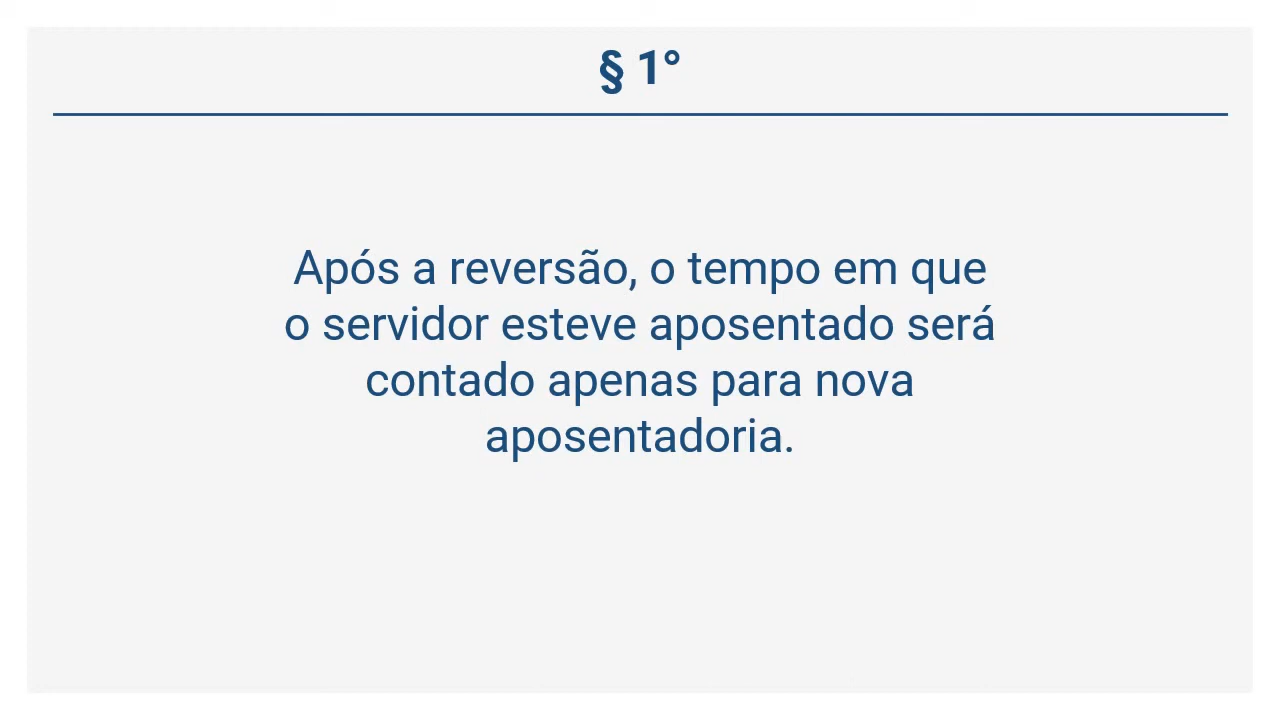 § 1°
Após a reversão, o tempo em que
o servidor esteve aposentado será
contado apenas para nova
aposentadoria.